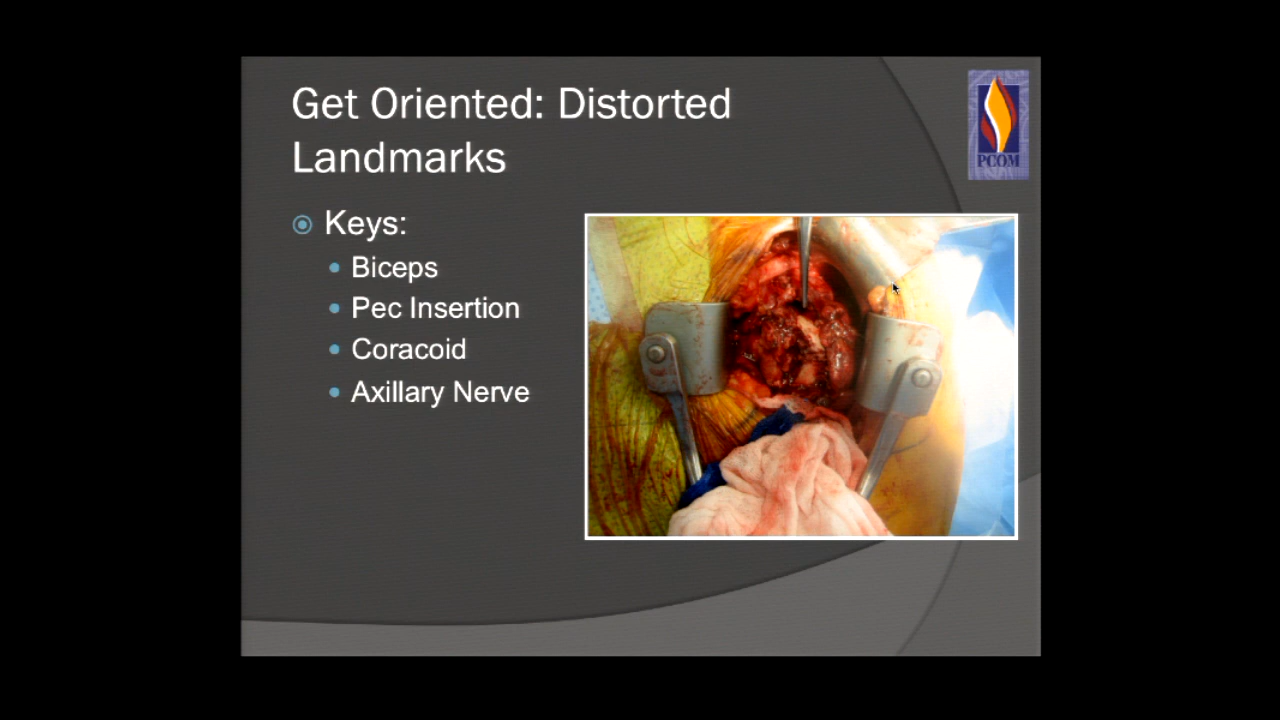 Get Oriented: Distorted
Landmarks
PCOM
Keys:
Biceps
Pec Insertion
Coracoid
Axillary Nerve